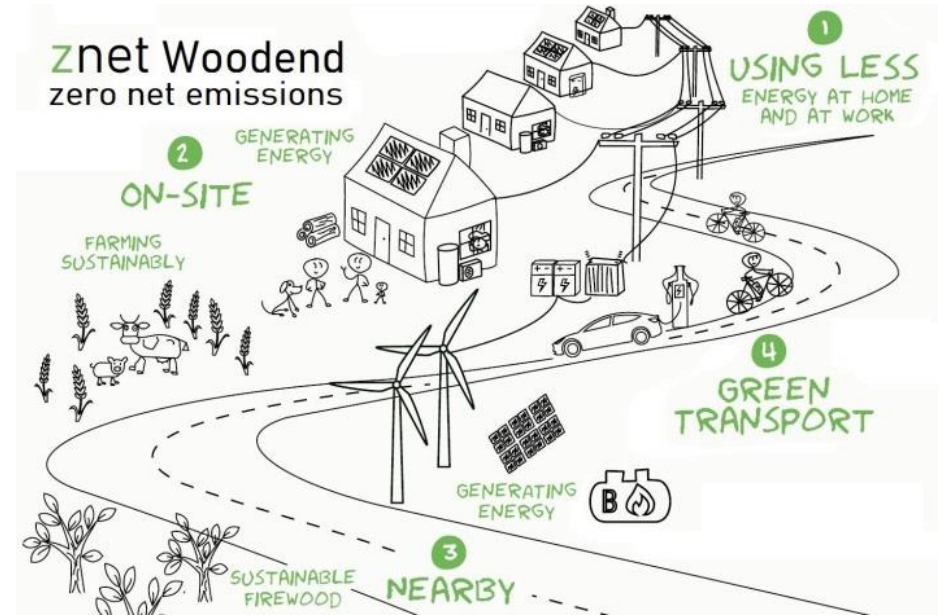 znet Woodend
zero net emissions
1
USING LESS
ENERGY AT HOME
AND AT WORK
2
GENERATING
ENERGY
ON-SITE
FARMING
SUSTAINABLY
4
GREEN
TRANSPORT
GENERATING
ENERGY
B
3
NEARBY
SUSTAINABLE
FIREWOOD